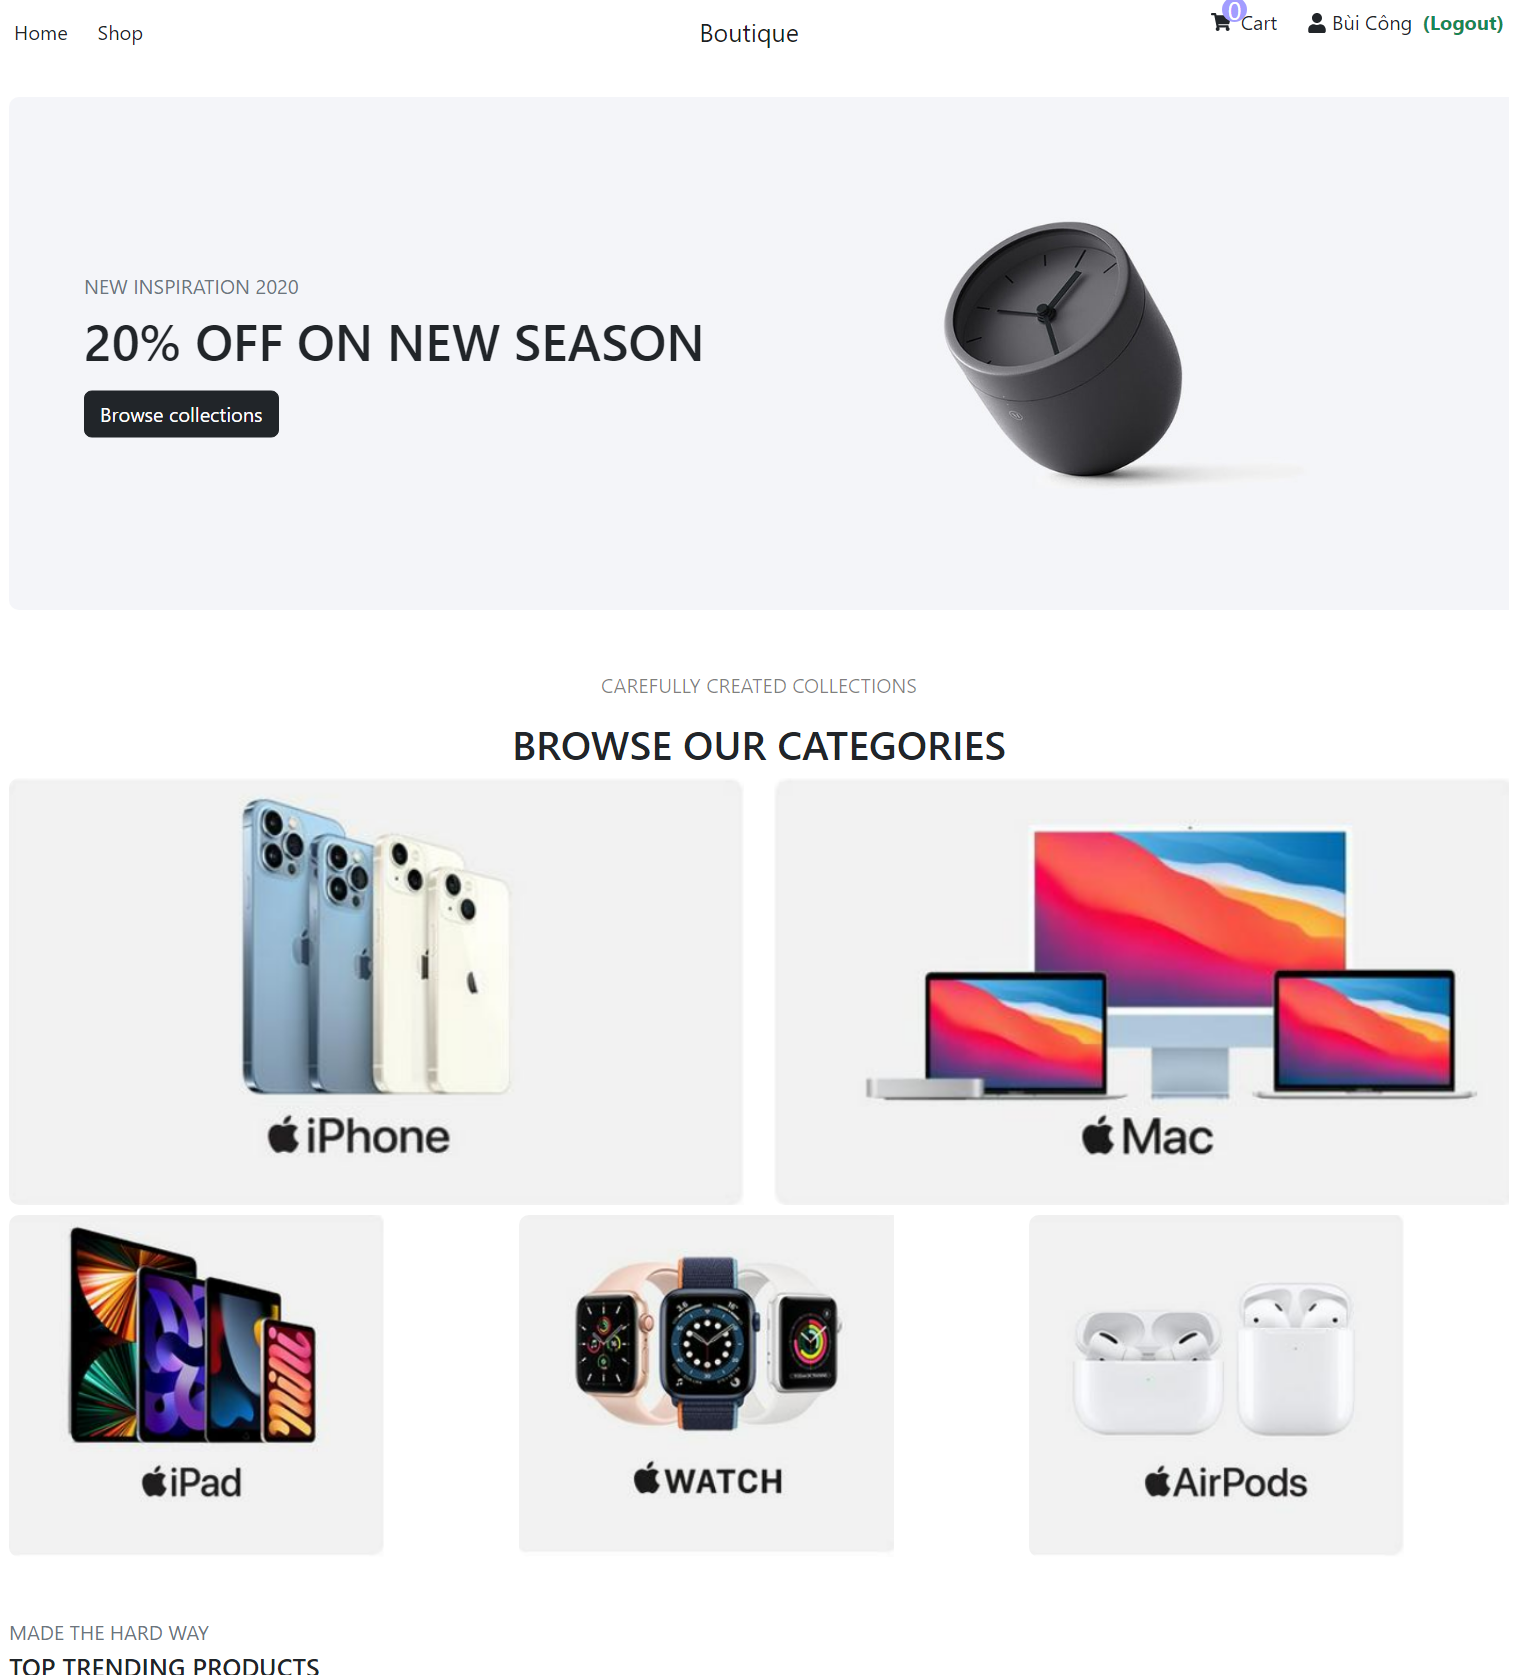 Home Shop Boutique 0 Cart Bùi Công (Logout)
NEW INSPIRATION 2020
20% OFF ON NEW SEASON
Browse collections
CAREFULLY CREATED COLLECTIONS
BROWSE OUR CATEGORIES
iPhone
Mac
iPad
WATCH
AirPods
MADE THE HARD WAY
TOP TRENDING PRODUCTS